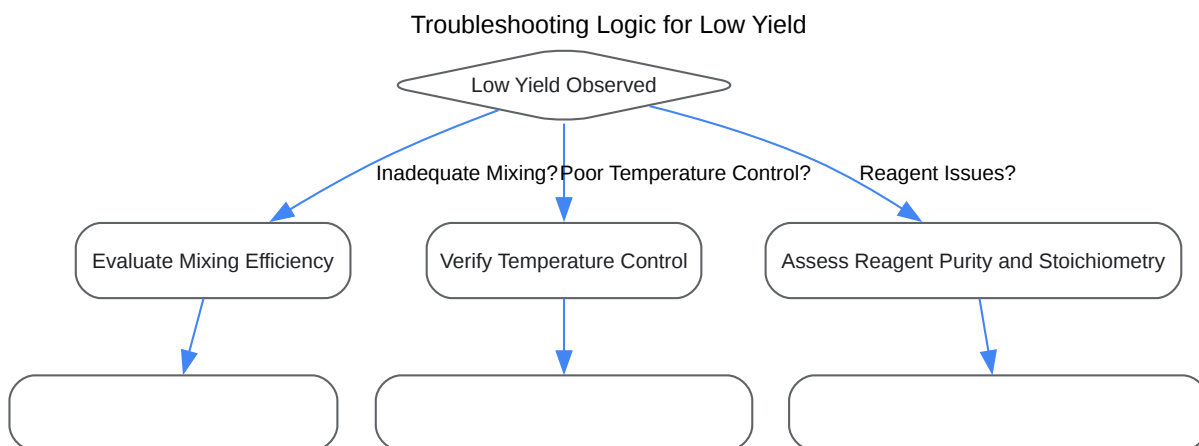 Troubleshooting Logic for Low Yield
Low Yield Observed
Inadequate Mixing?
Poor Temperature Control?
Reagent Issues?
Evaluate Mixing Efficiency
Verify Temperature Control
Assess Reagent Purity and Stoichiometry